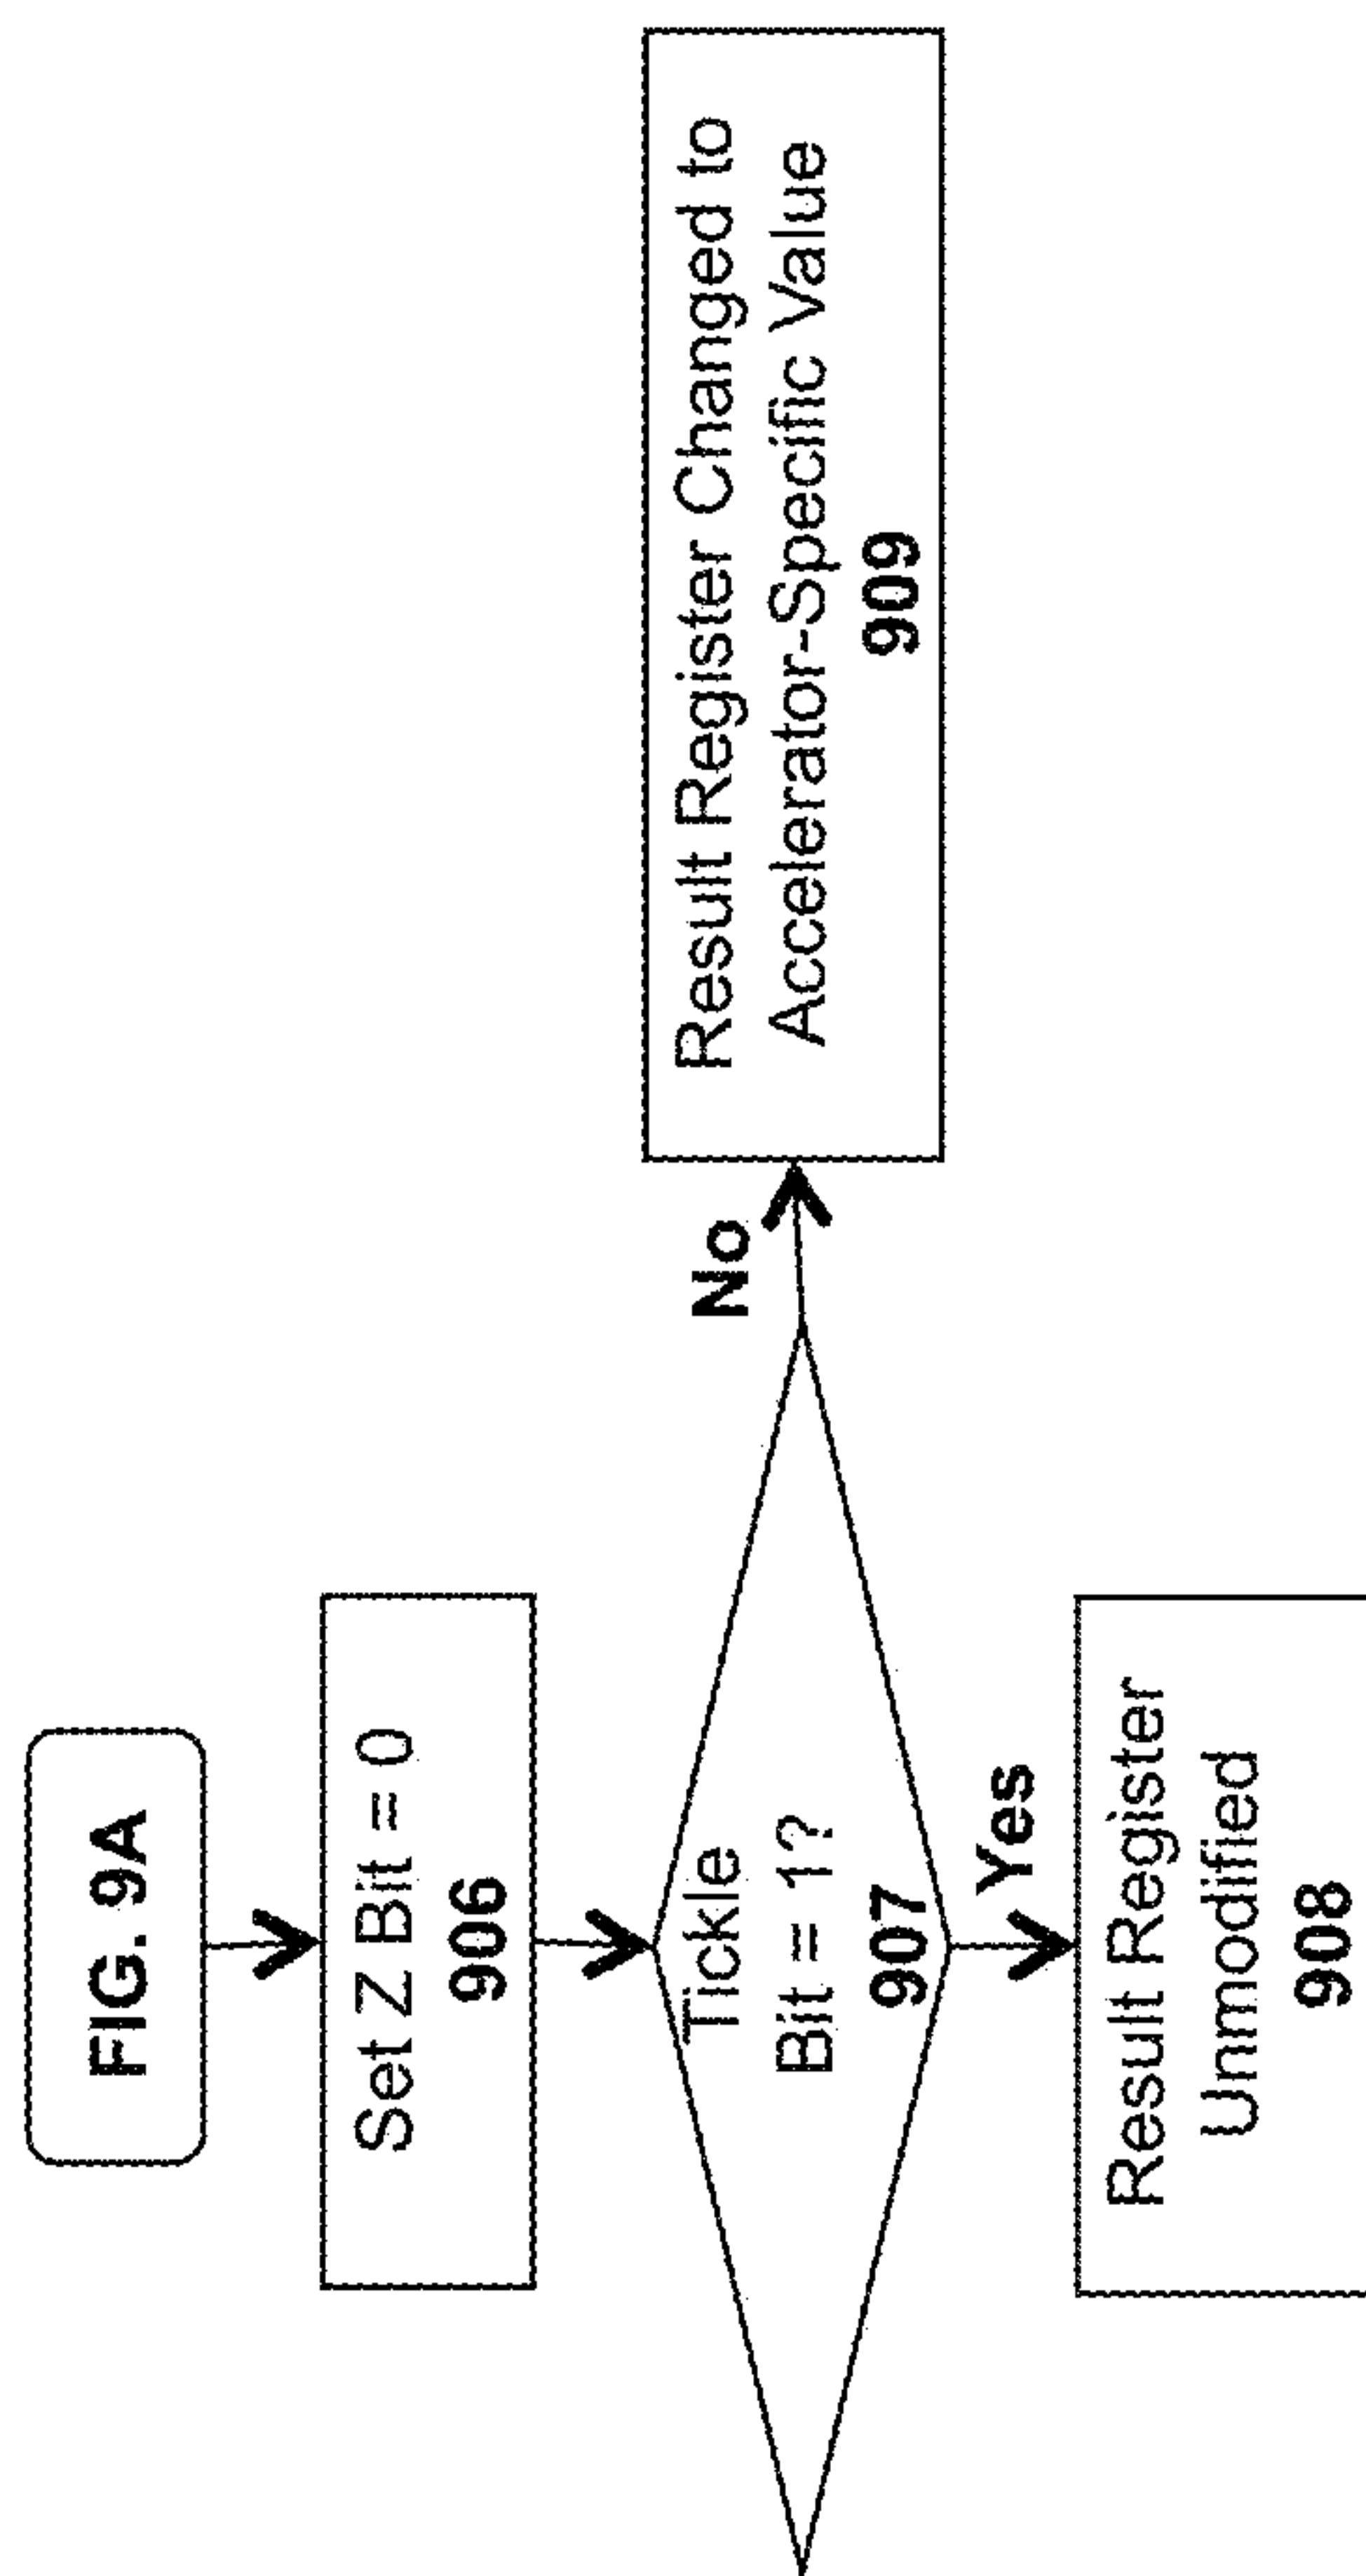 FIG. 9A
Set Z Bit = 0
906
Tickle
Bit = 1?
907
No
Result Register Changed to
Accelerator-Specific Value
909
Yes
Result Register
Unmodified
908